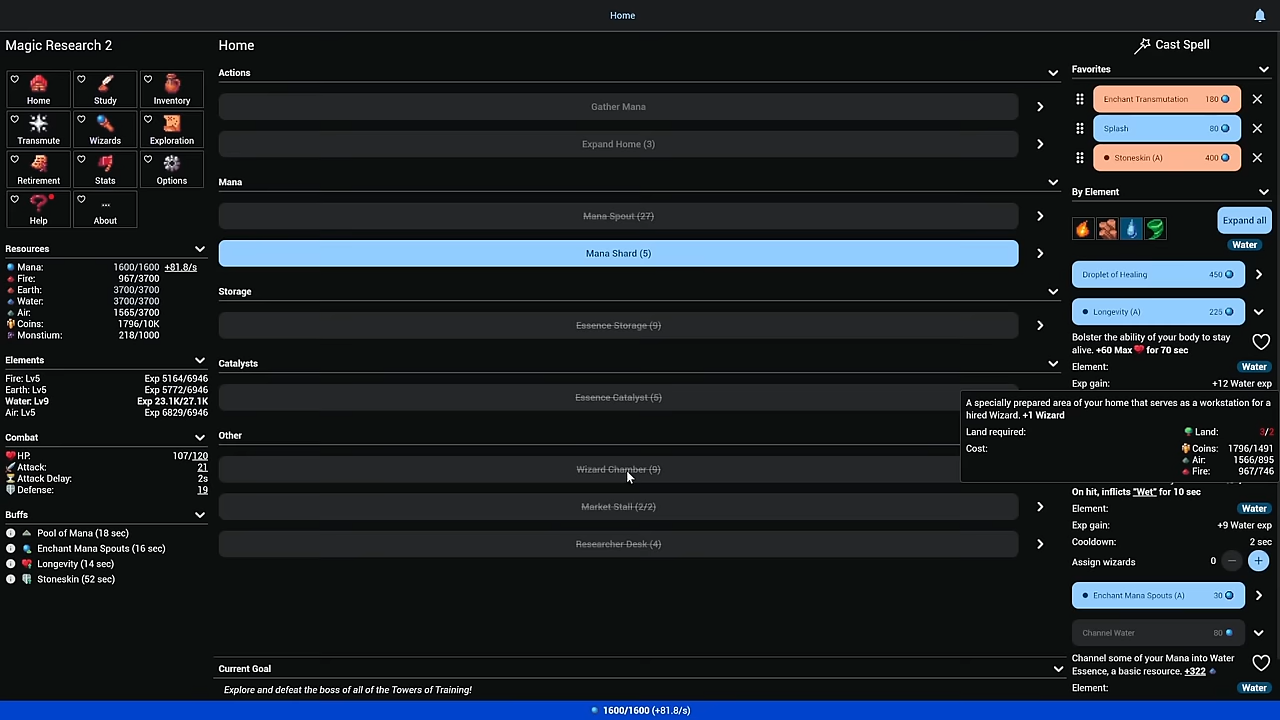 Home
Magic Research 2
Home
Study
Inventory
Transmute
Wizards
Exploration
Retirement
Stats
Options
Help
About
Resources
Mana: 1600/1600 +81.8/s
Fire: 967/3700
Earth: 3700/3700
Water: 3700/3700
Air: 1565/3700
Coins: 1796/10K
Monstium: 218/1000
Elements
Fire: Lv5 Exp 5164/6946
Earth: Lv5 Exp 5772/6946
Water: Lv9 Exp 23.1K/27.1K
Air: Lv5 Exp 6829/6946
Combat
HP: 107/120
Attack: 21
Attack Delay: 2s
Defense: 19
Buffs
Pool of Mana (18 sec)
Enchant Mana Spouts (16 sec)
Longevity (14 sec)
Stoneskin (52 sec)
Home
Actions
Gather Mana
Expand Home (3)
Mana
Mana Spout (27)
Mana Shard (5)
Storage
Essence Storage (9)
Catalysts
Essence Catalyst (5)
Other
Wizard Chamber (9)
Market Stall (2/2)
Researcher Desk (4)
Current Goal
Explore and defeat the boss of all of the Towers of Training!
Cast Spell
Favorites
Enchant Transmutation 180
Splash 80
Stoneskin (A) 400
By Element
Expand all
Water
Droplet of Healing 450
Longevity (A) 225
Bolster the ability of your body to stay
alive. +60 Max for 70 sec
Element: Water
Exp gain: +12 Water exp
A specially prepared area of your home that serves as a workstation for a
hired Wizard. +1 Wizard
Land required: Land: 3/2
Cost: Coins: 1796/1491
Air: 1566/895
Fire: 967/746
On hit, inflicts "Wet" for 10 sec
Element: Water
Exp gain: +9 Water exp
Cooldown: 2 sec
Assign wizards 0
Enchant Mana Spouts (A) 30
Channel Water 80
Channel some of your Mana into Water
Essence, a basic resource. +322
Element: Water
1600/1600 (+81.8/s)